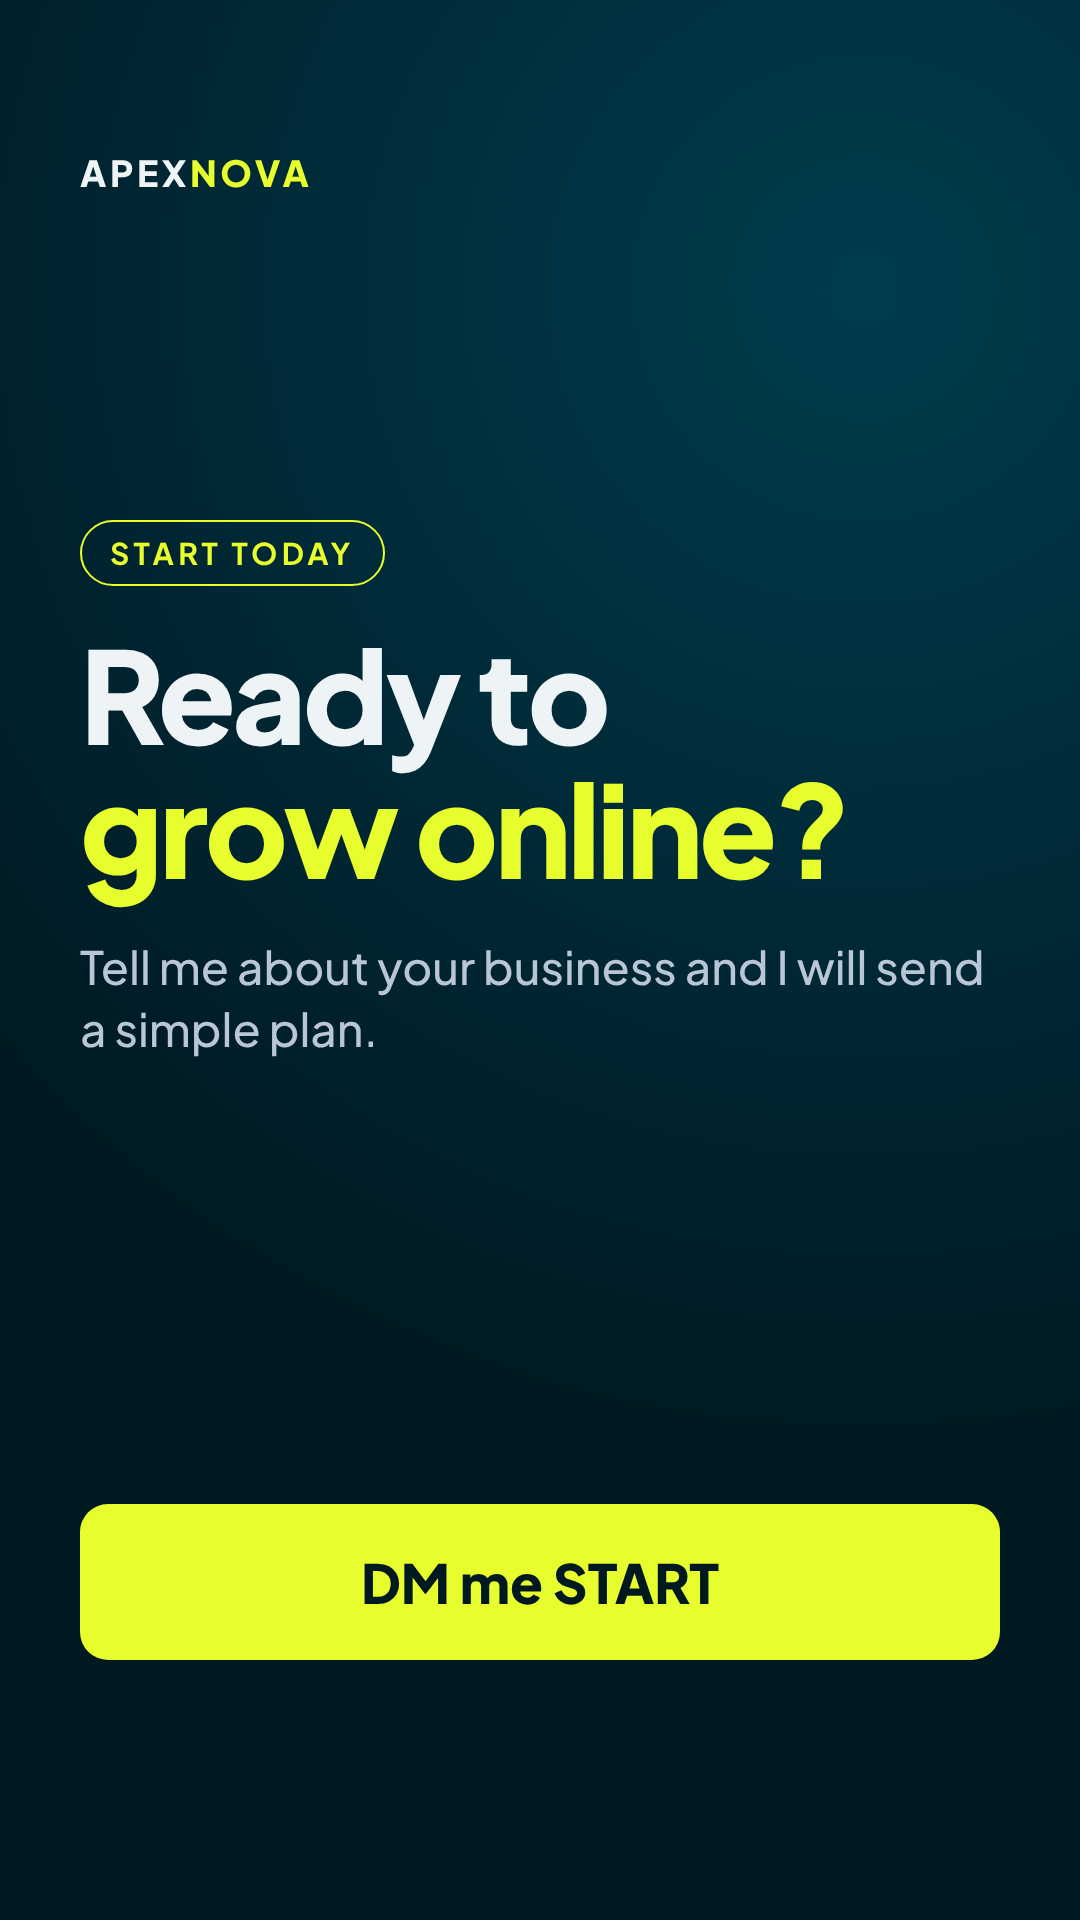 APEXNOVA
START TODAY
Ready to
grow online?
Tell me about your business and I will send
a simple plan.
DM me START